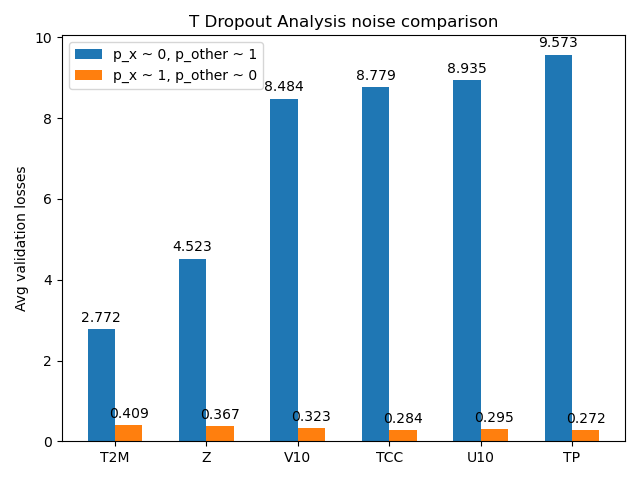 T Dropout Analysis noise comparison
p_x ~ 0, p_other ~ 1
p_x ~ 1, p_other ~ 0
Avg validation losses
10
8
6
4
2
0
2.772
0.409
4.523
0.367
8.484
0.323
8.779
0.284
8.935
0.295
9.573
0.272
T2M
Z
V10
TCC
U10
TP